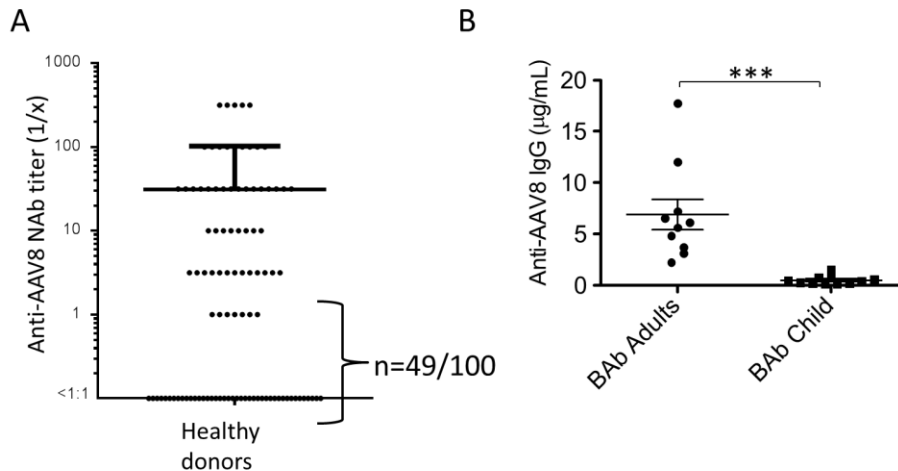 A
Anti-AAV8 NAb titer (1/x)
1000
100
10
1
<1:1
n=49/100
Healthy
donors
B
Anti-AAV8 IgG (µg/mL)
20
15
10
5
0
***
BAb Adults
BAb Child